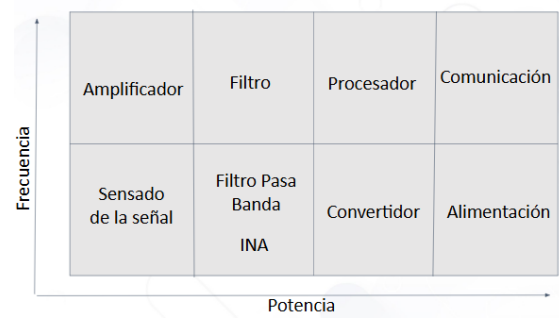 Frecuencia
Amplificador
Filtro
Procesador
Comunicación
Sensado
de la señal
Filtro Pasa
Banda
INA
Convertidor
Alimentación
Potencia